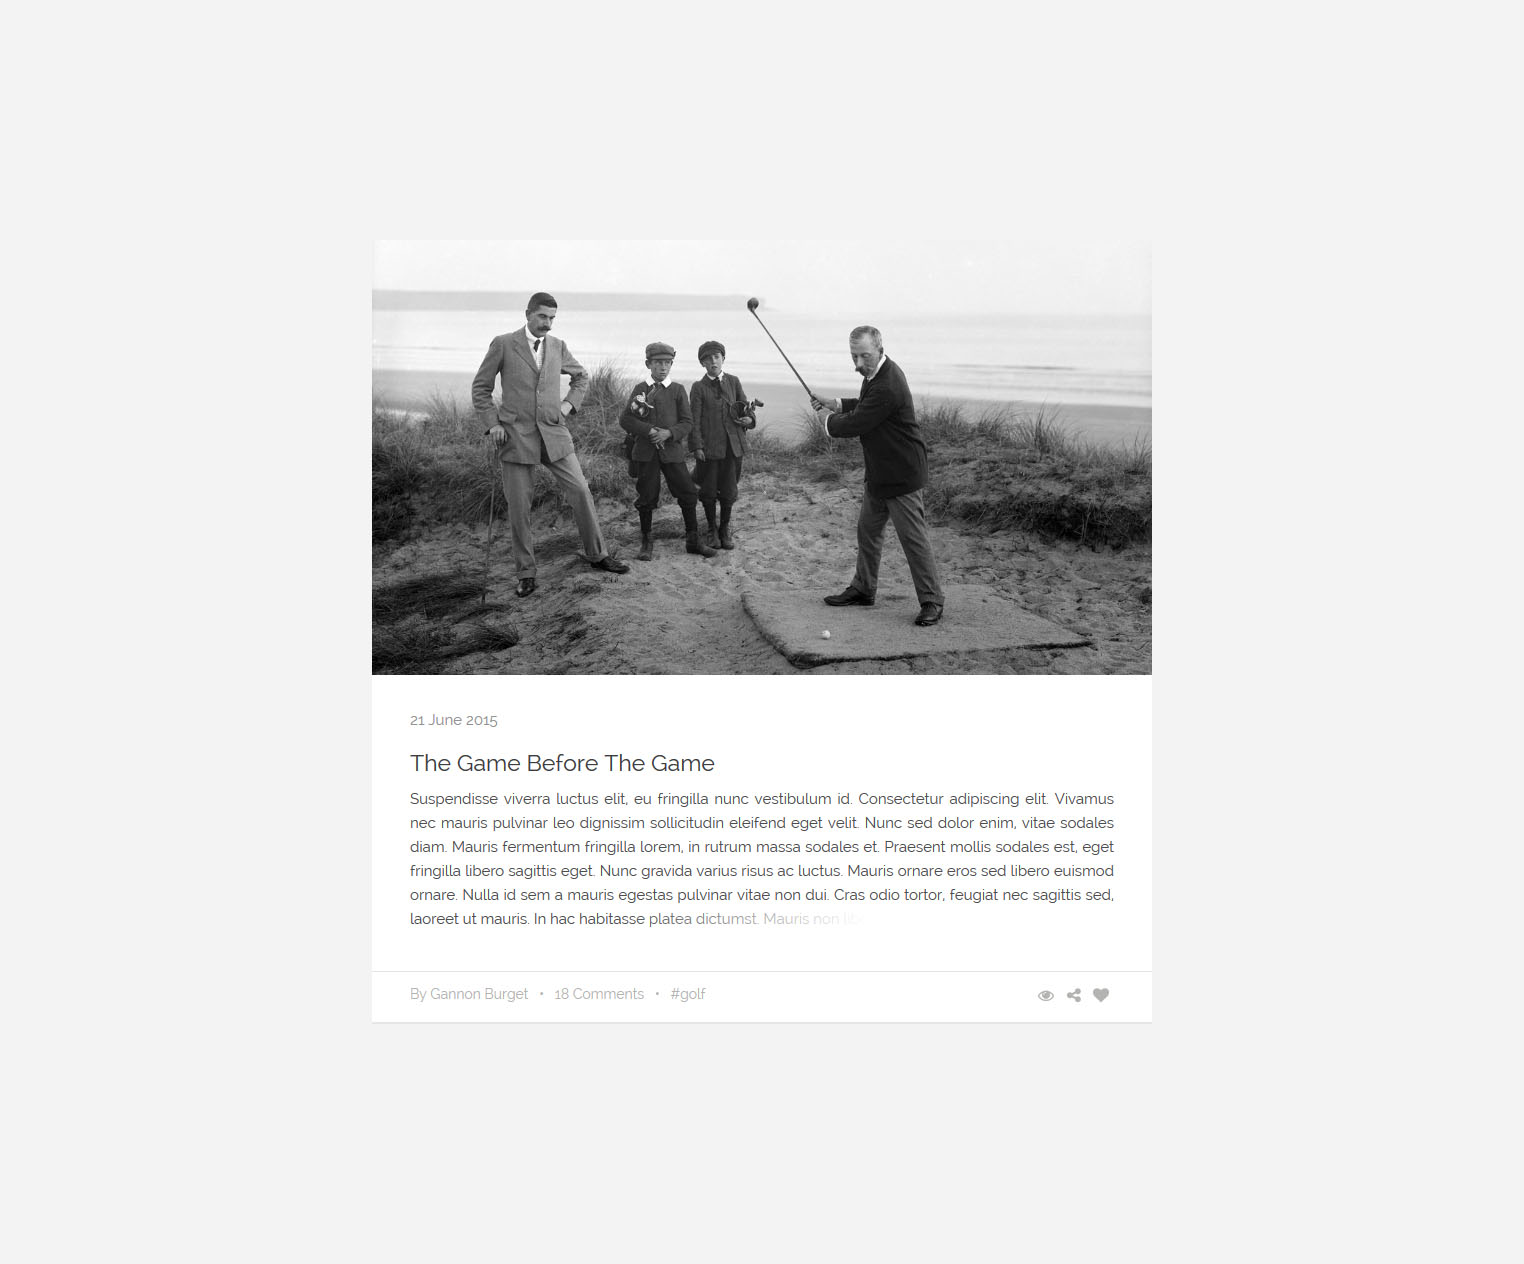 21 June 2015
The Game Before The Game
Suspendisse viverra luctus elit, eu fringilla nunc vestibulum id. Consectetur adipiscing elit. Vivamus
nec mauris pulvinar leo dignissim sollicitudin eleifend eget velit. Nunc sed dolor enim, vitae sodales
diam. Mauris fermentum fringilla lorem, in rutrum massa sodales et. Praesent mollis sodales est, eget
fringilla libero sagittis eget. Nunc gravida varius risus ac luctus. Mauris ornare eros sed libero euismod
ornare. Nulla id sem a mauris egestas pulvinar vitae non dui. Cras odio tortor, feugiat nec sagittis sed,
laoreet ut mauris. In hac habitasse platea dictumst. Mauris non
By Gannon Burget • 18 Comments • #golf